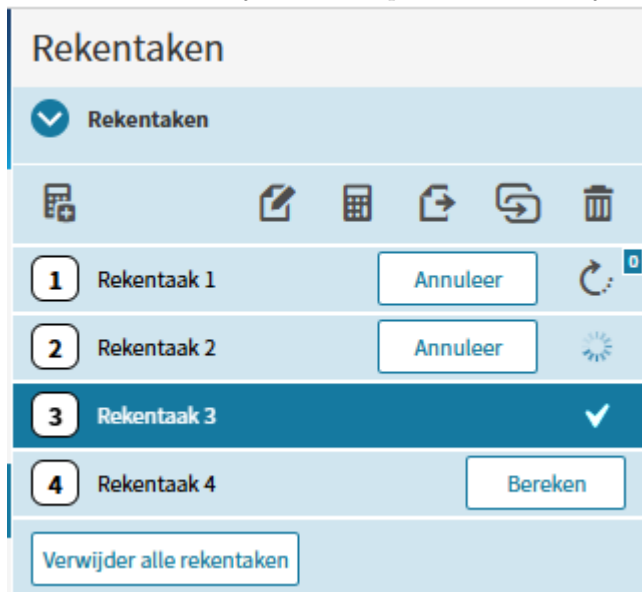 Rekentaken
Rekentaken
1 Rekentaak 1 Annuleer 0
2 Rekentaak 2 Annuleer
3 Rekentaak 3
4 Rekentaak 4 Bereken
Verwijder alle rekentaken